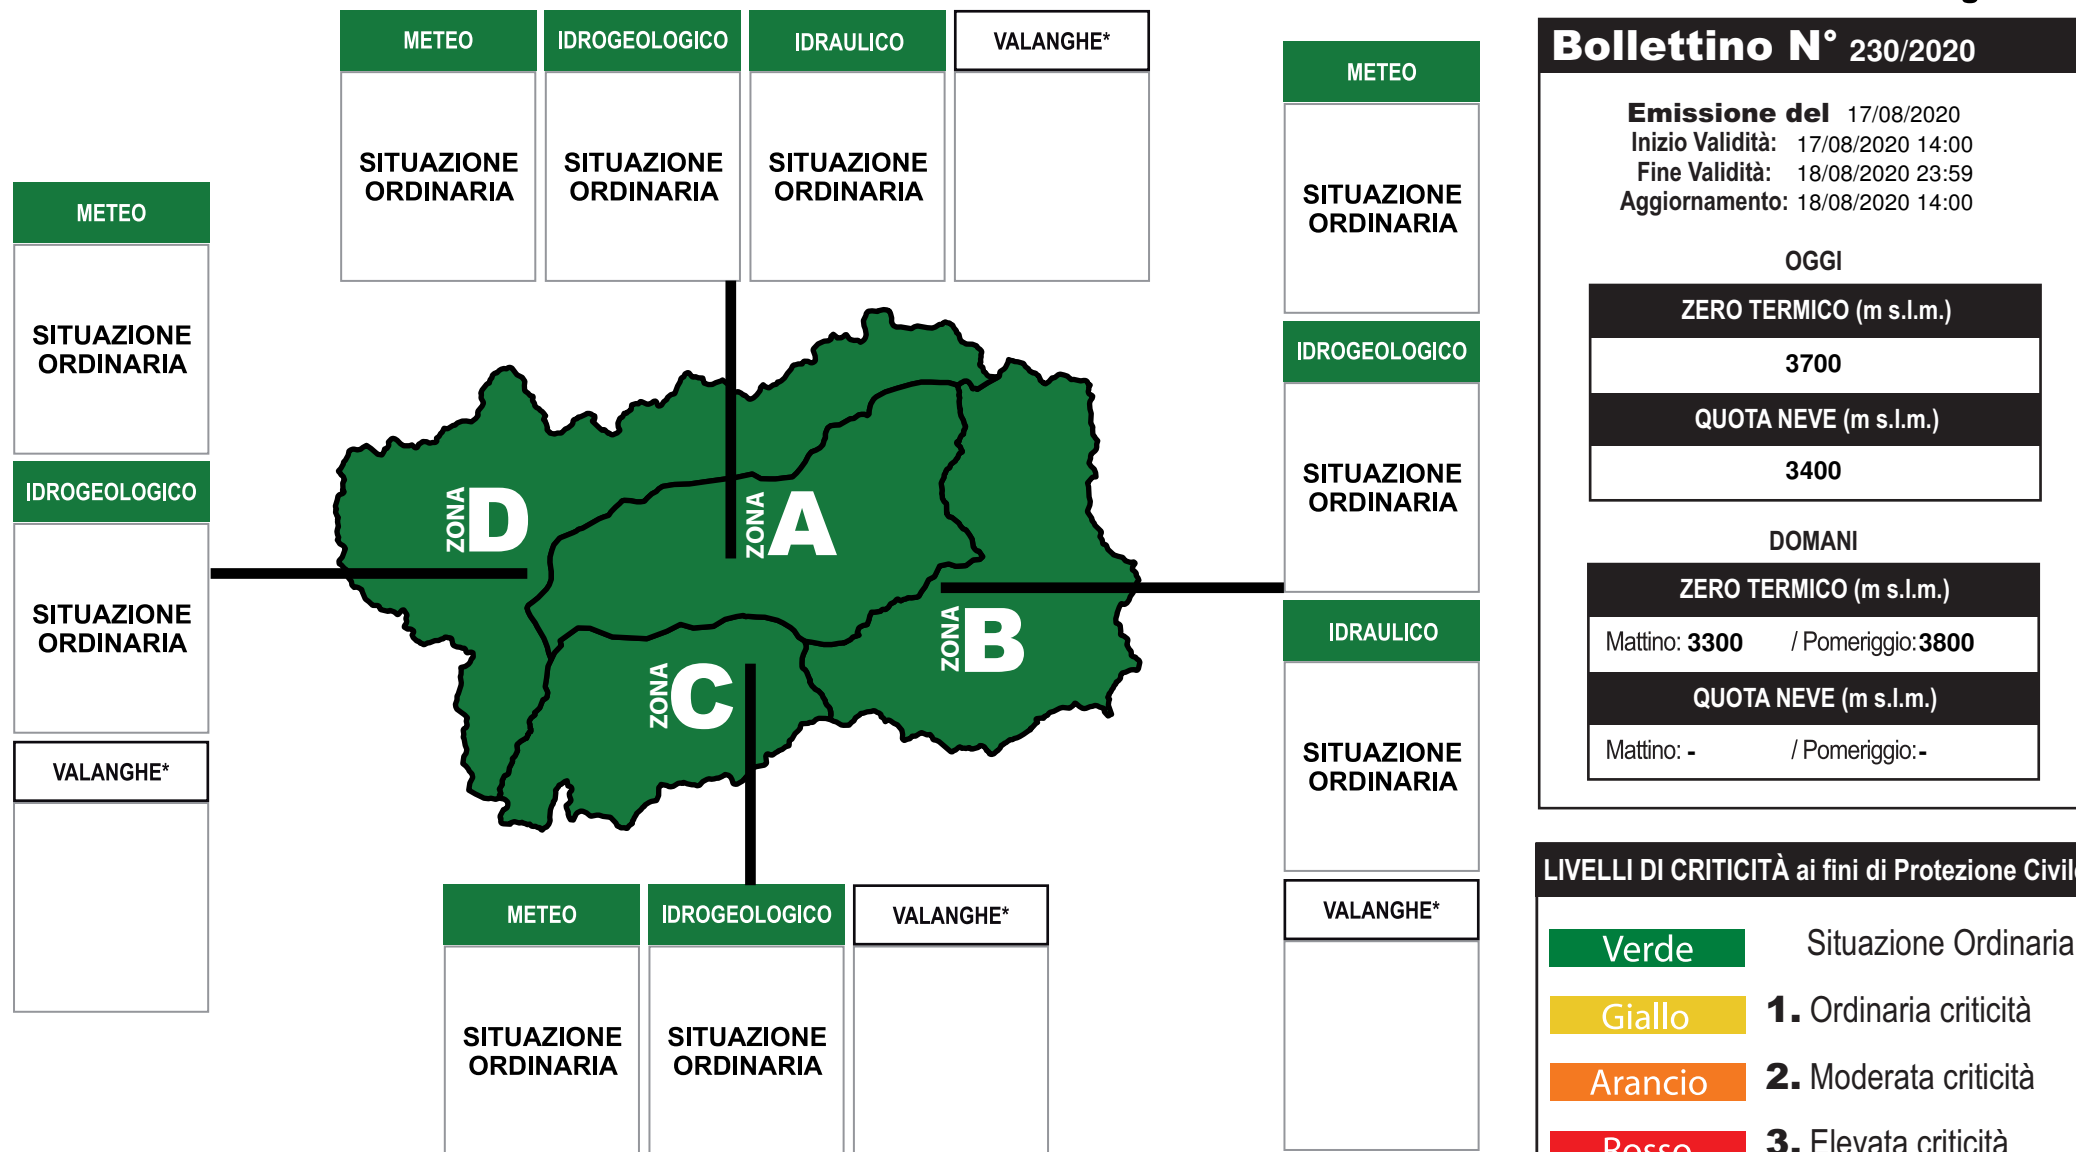 METEO
IDROGEOLOGICO
IDRAULICO
VALANGHE*
SITUAZIONE
ORDINARIA
SITUAZIONE
ORDINARIA
SITUAZIONE
ORDINARIA
METEO
SITUAZIONE
ORDINARIA
IDROGEOLOGICO
SITUAZIONE
ORDINARIA
VALANGHE*
ZONA D
ZONA A
ZONA B
ZONA C
METEO
SITUAZIONE
ORDINARIA
IDROGEOLOGICO
SITUAZIONE
ORDINARIA
IDRAULICO
SITUAZIONE
ORDINARIA
VALANGHE*
METEO
IDROGEOLOGICO
VALANGHE*
SITUAZIONE
ORDINARIA
SITUAZIONE
ORDINARIA
Bollettino N° 230/2020
Emissione del 17/08/2020
Inizio Validità: 17/08/2020 14:00
Fine Validità: 18/08/2020 23:59
Aggiornamento: 18/08/2020 14:00
OGGI
ZERO TERMICO (m s.l.m.)
3700
QUOTA NEVE (m s.l.m.)
3400
DOMANI
ZERO TERMICO (m s.l.m.)
Mattino: 3300 / Pomeriggio: 3800
QUOTA NEVE (m s.l.m.)
Mattino: - / Pomeriggio: -
LIVELLI DI CRITICITÀ ai fini di Protezione Civile
Verde Situazione Ordinaria
Giallo 1. Ordinaria criticità
Arancio 2. Moderata criticità
Rosso 3. Elevata criticità